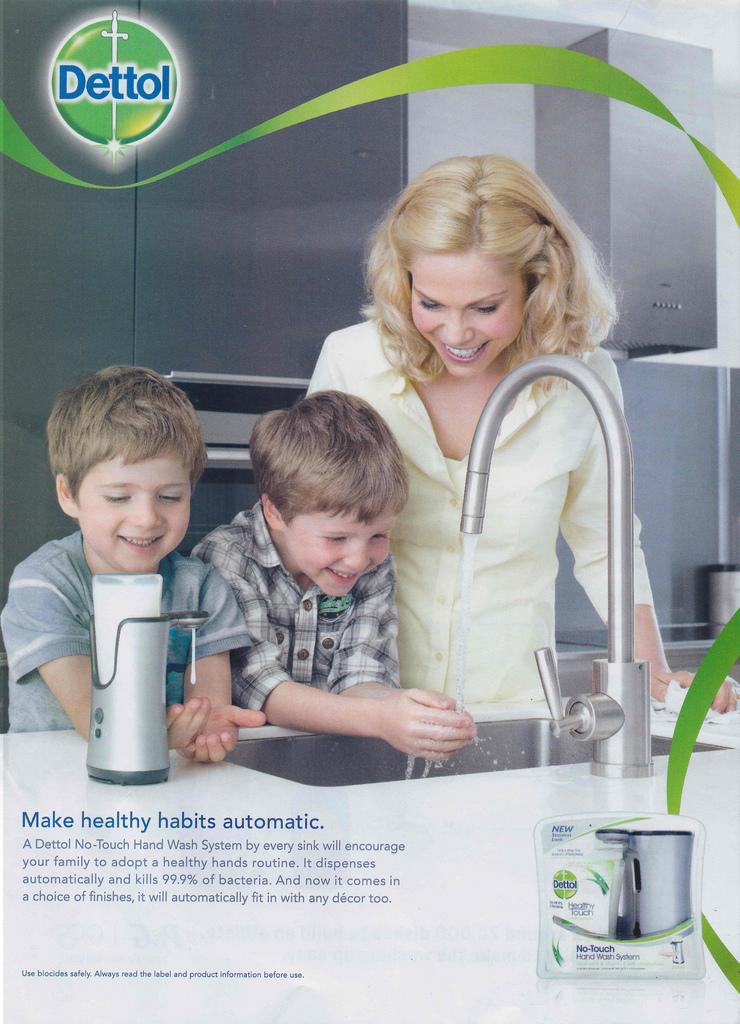 Dettol
Make healthy habits automatic.
A Dettol No-Touch Hand Wash System by every sink will encourage
your family to adopt a healthy hands routine. It dispenses
automatically and kills 99.9% of bacteria. And now it comes in
a choice of finishes, it will automatically fit in with any décor too.
Use biocides safely. Always read the label and product information before use.
NEW
Dettol
Healthy
Touch
No-Touch
Hand Wash System